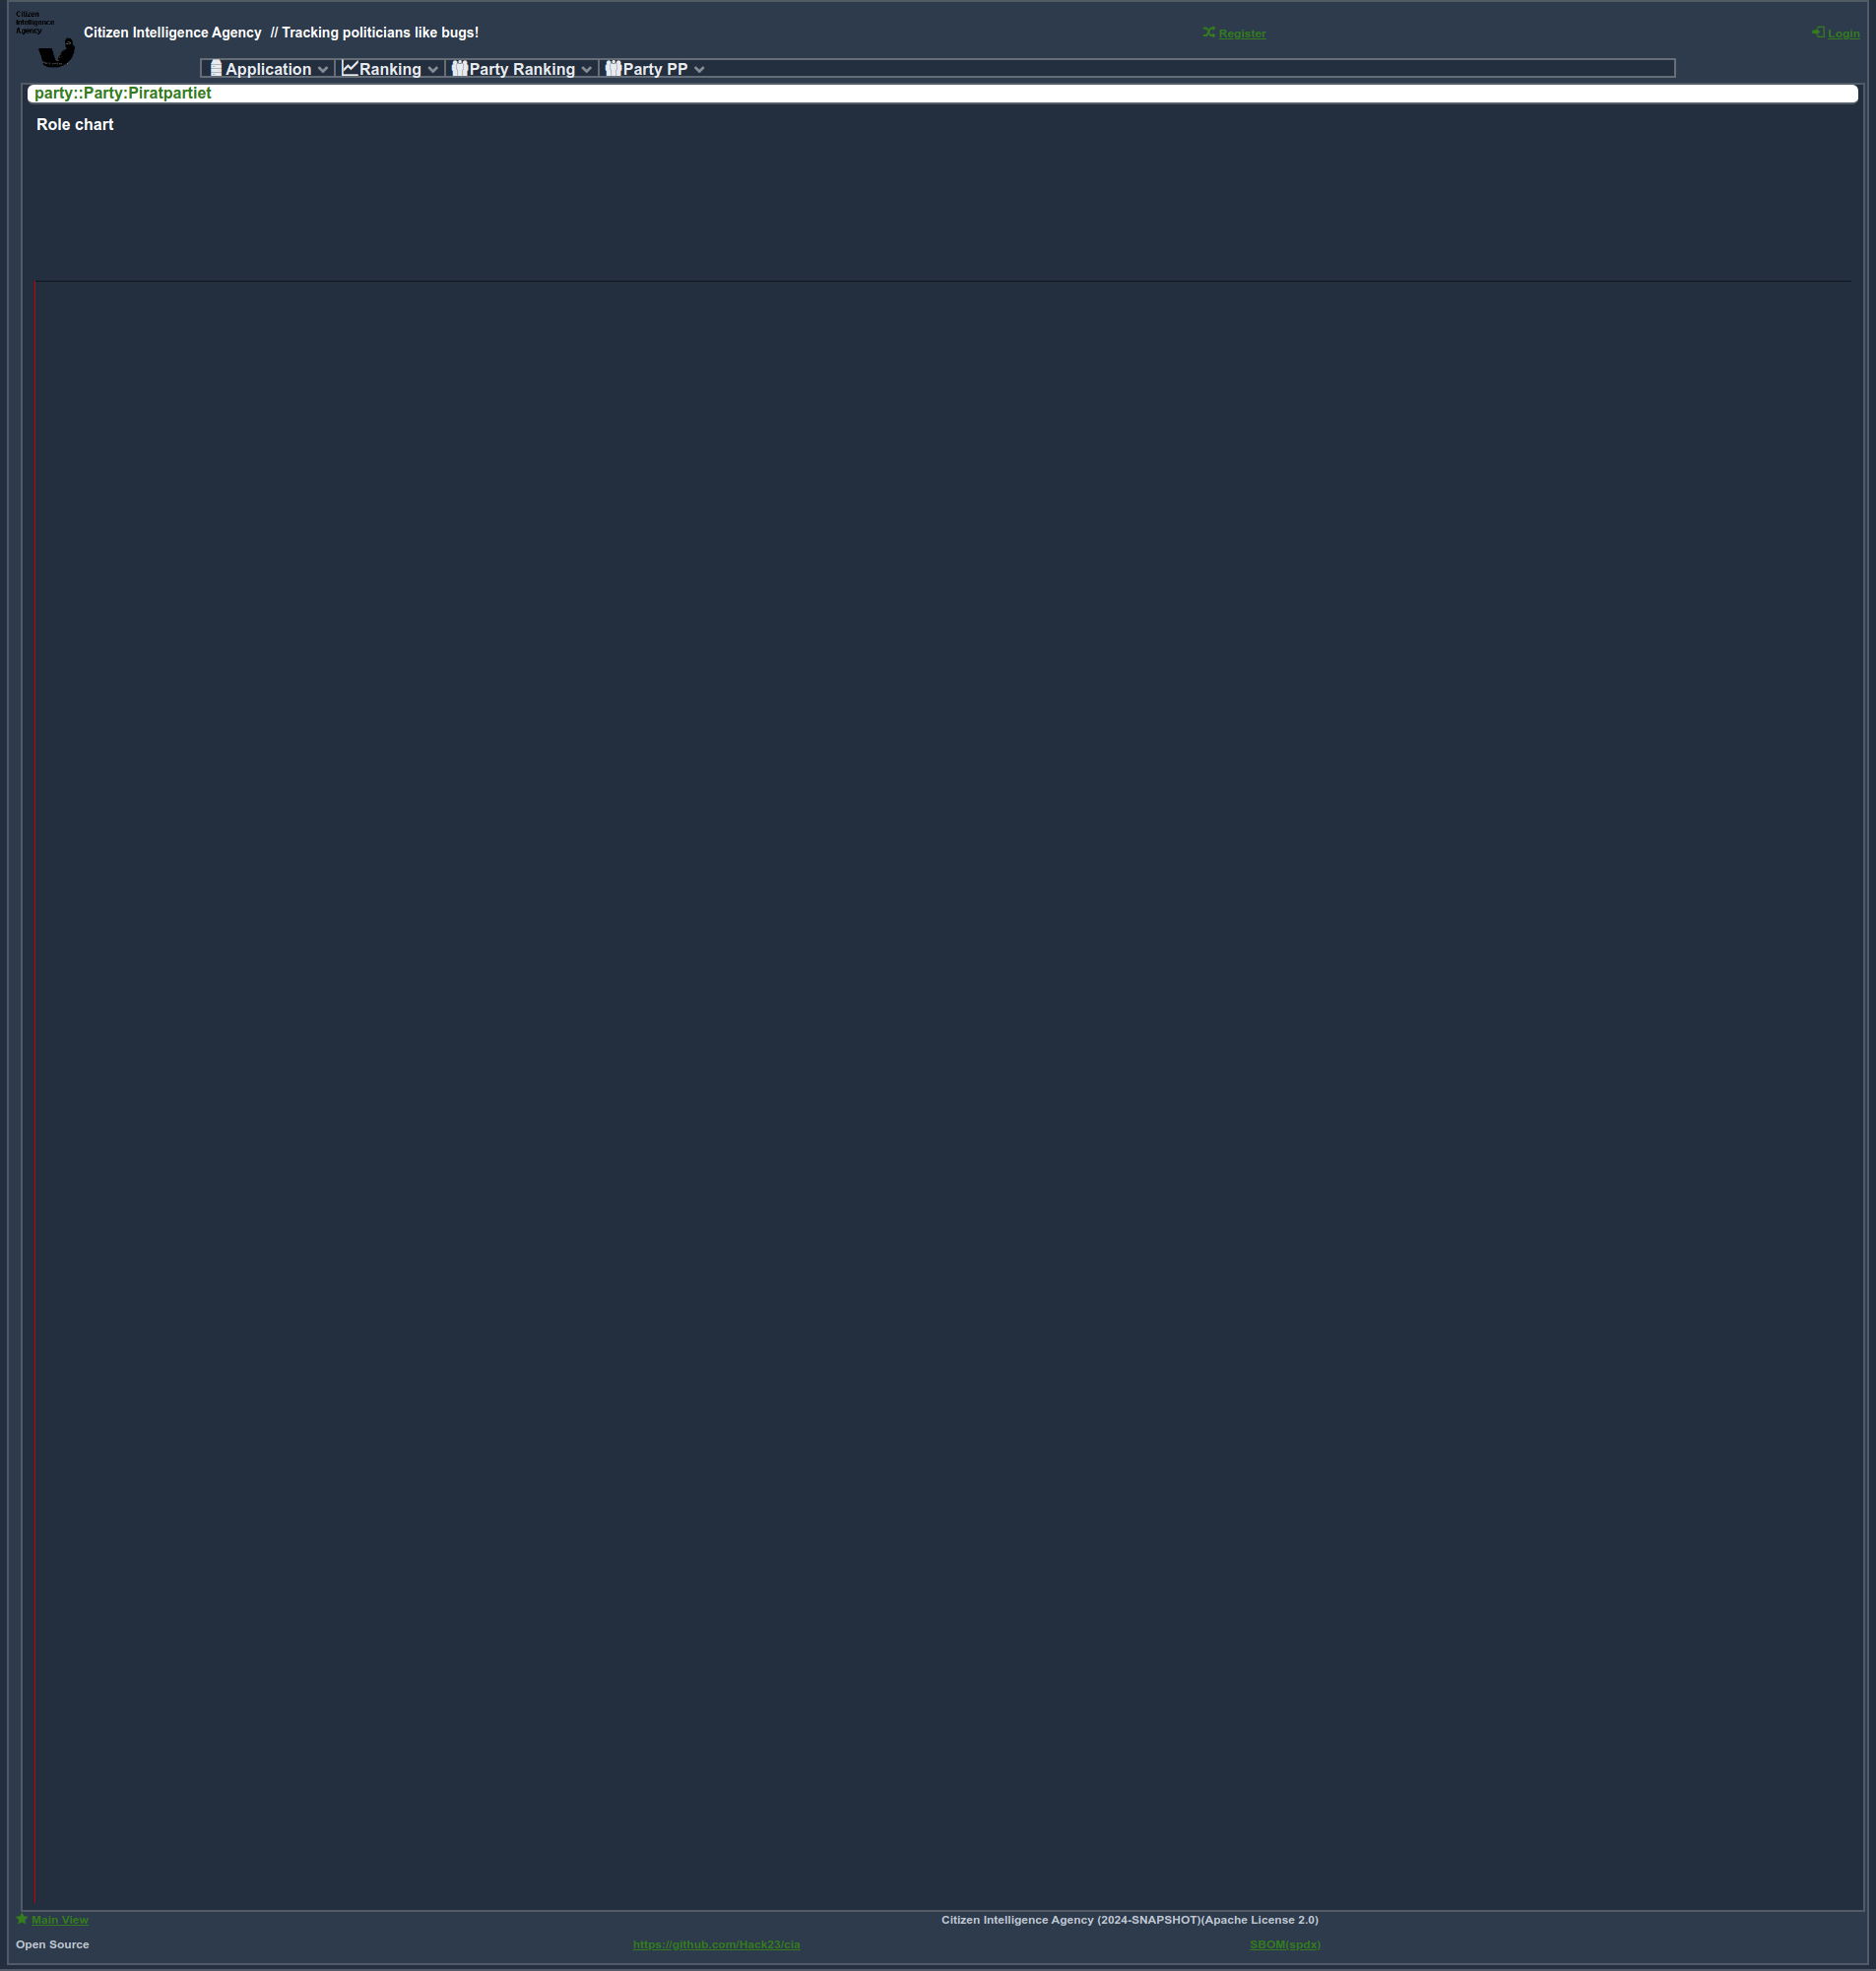 Citizen
Intelligence
Agency
Citizen Intelligence Agency // Tracking politicians like bugs!
Register
Login
Application
Ranking
Party Ranking
Party PP
party::Party:Piratpartiet
Role chart
Main View
Citizen Intelligence Agency (2024-SNAPSHOT)(Apache License 2.0)
Open Source
https://github.com/Hack23/cia
SBOM(spdx)